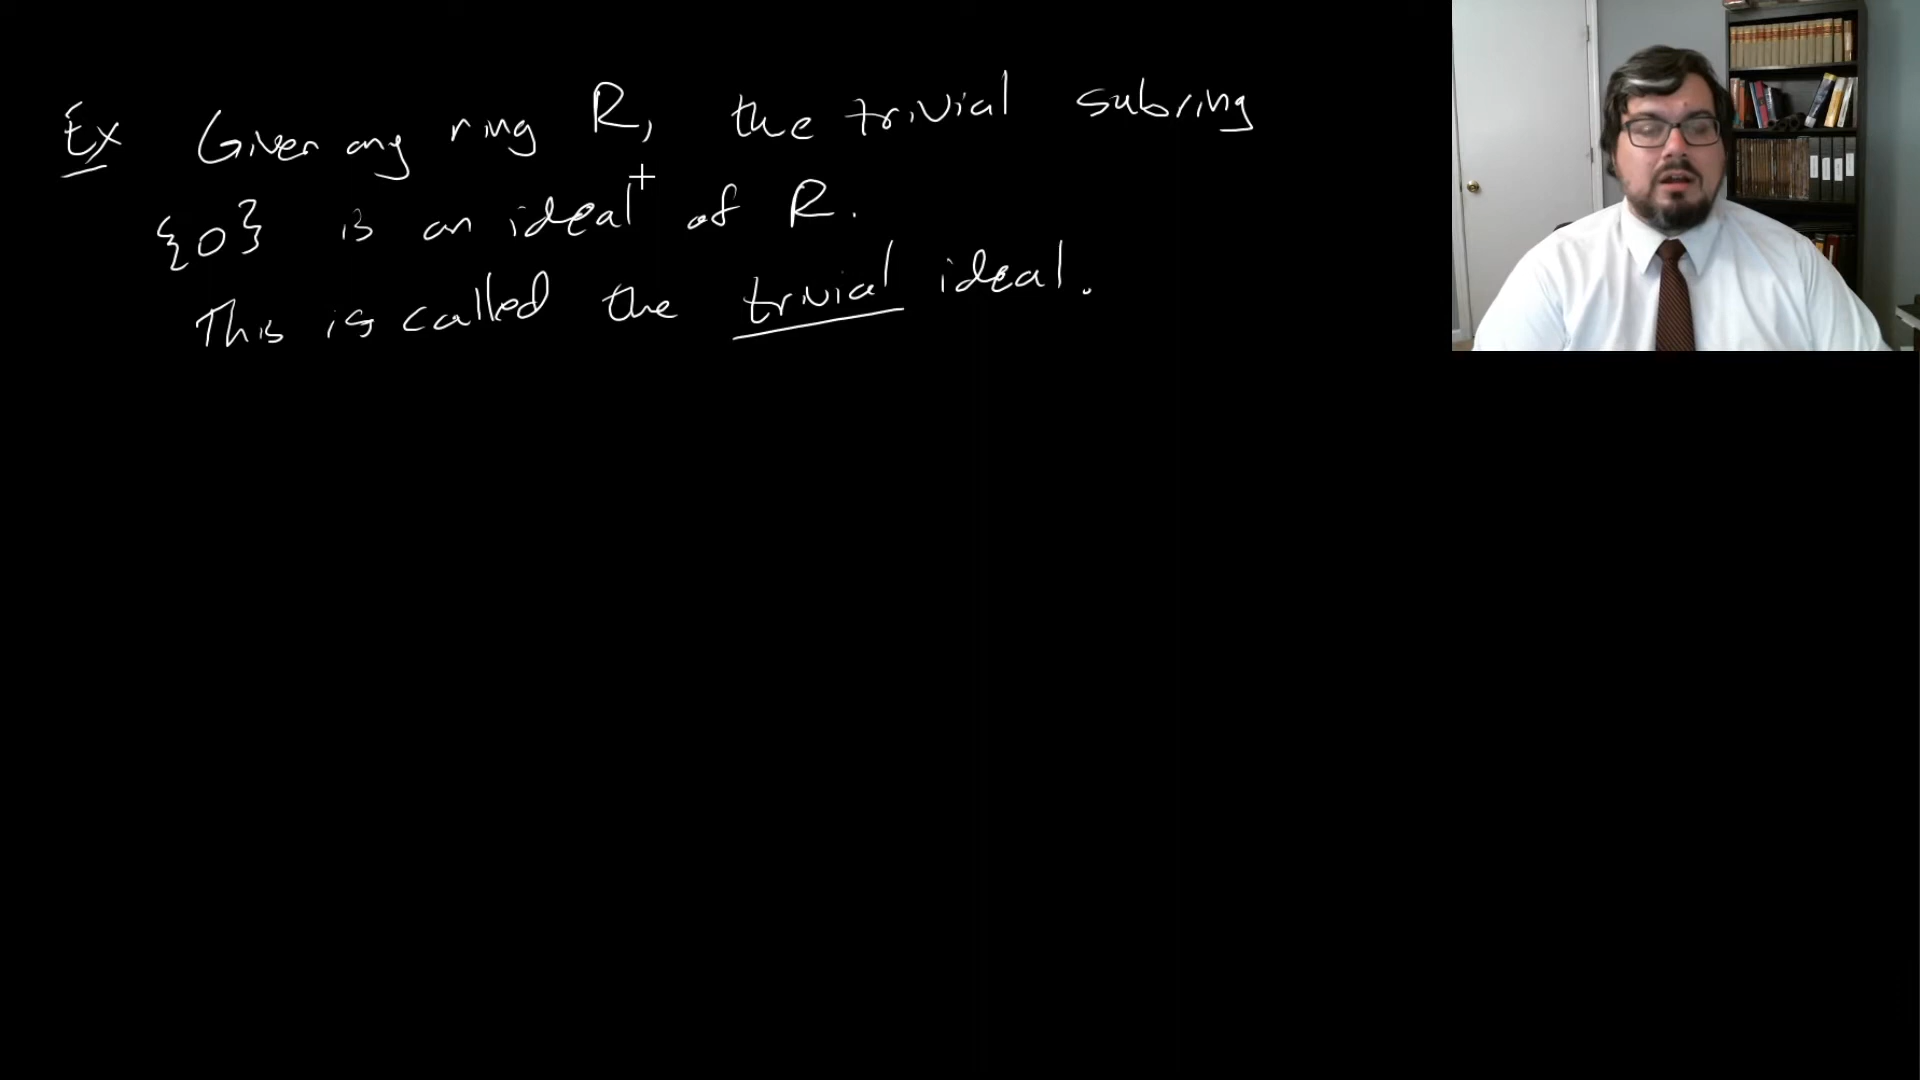 Ex Given any ring R, the trivial subring
{0} is an ideal of R.
This is called the trivial ideal.